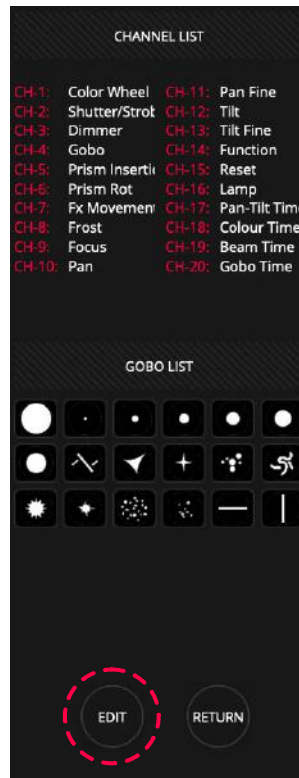 CHANNEL LIST
CH-1: Color Wheel CH-11: Pan Fine
CH-2: Shutter/Strob CH-12: Tilt
CH-3: Dimmer CH-13: Tilt Fine
CH-4: Gobo CH-14: Function
CH-5: Prism Insertio CH-15: Reset
CH-6: Prism Rot CH-16: Lamp
CH-7: Fx Movement CH-17: Pan-Tilt Time
CH-8: Frost CH-18: Colour Time
CH-9: Focus CH-19: Beam Time
CH-10: Pan CH-20: Gobo Time
GOBO LIST
EDIT RETURN